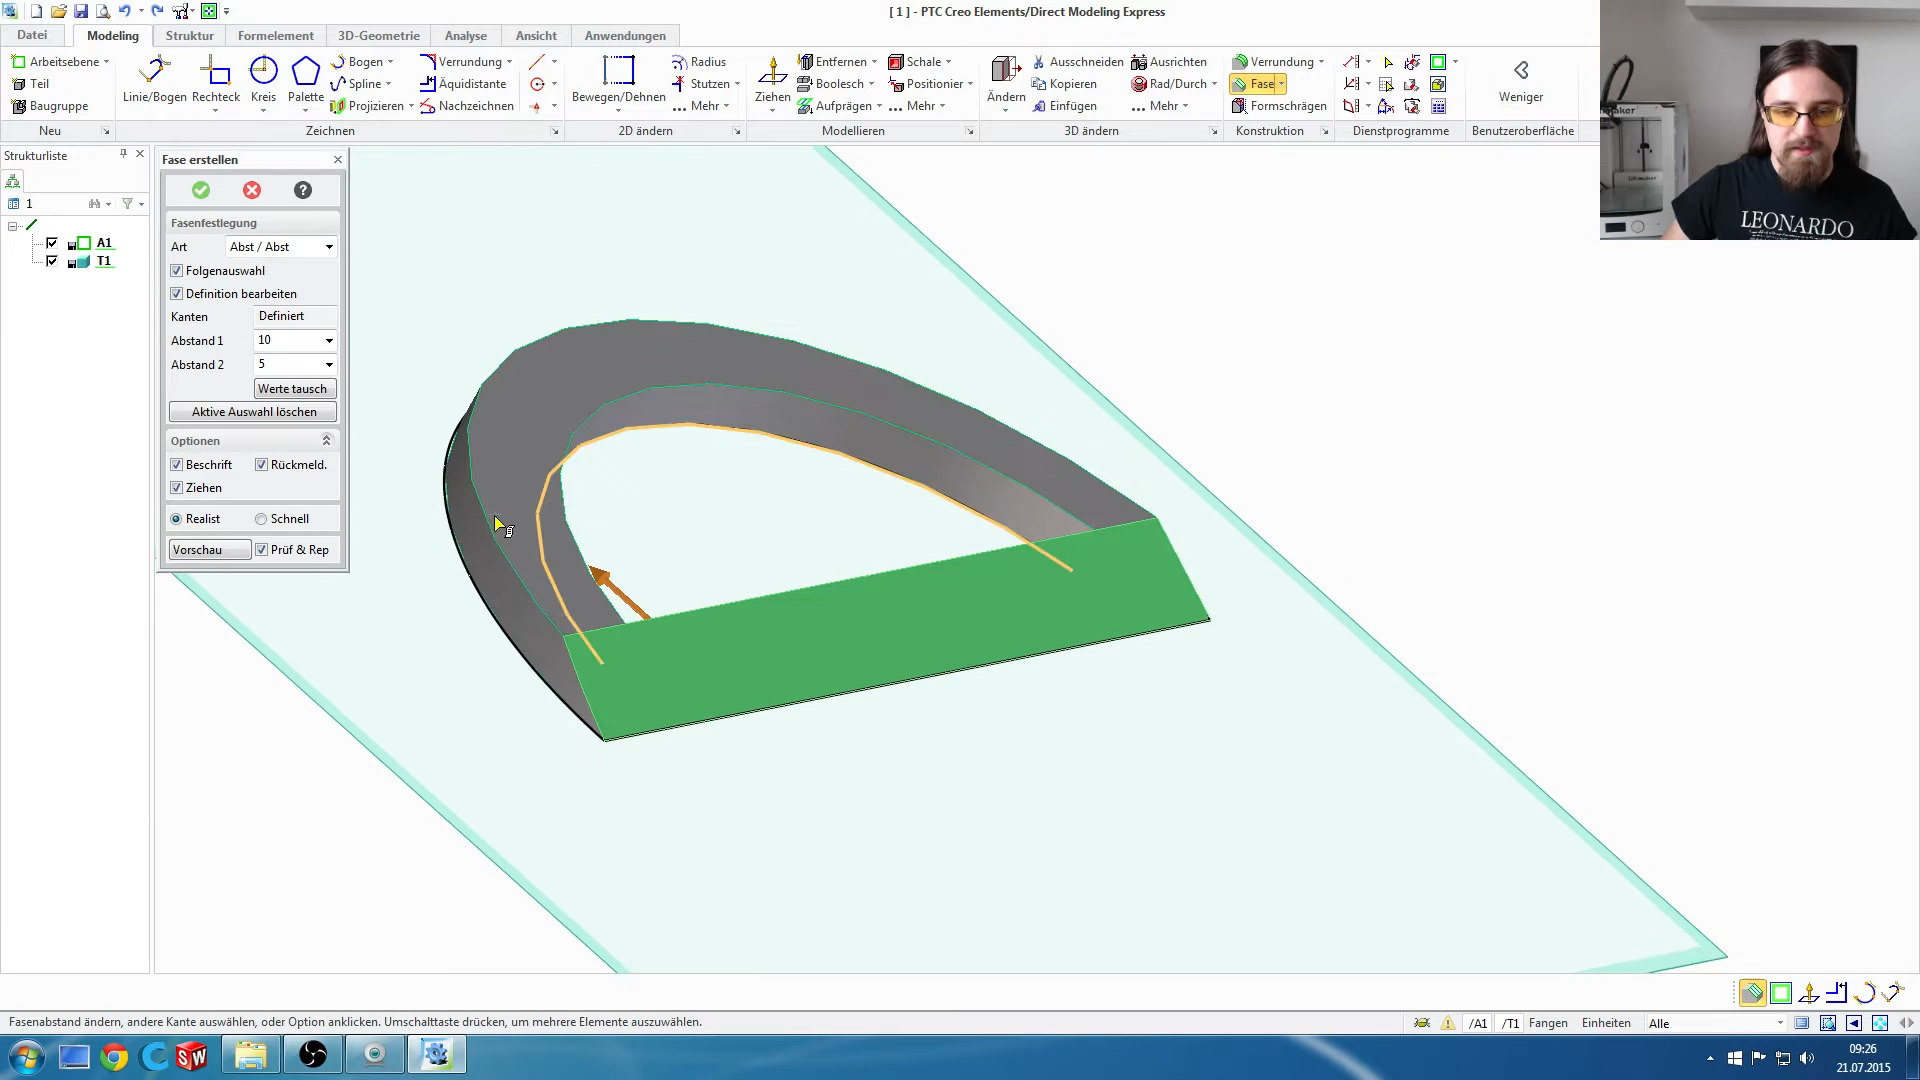 [ 1 ] - PTC Creo Elements/Direct Modeling Express
Datei Modeling Struktur Formelement 3D-Geometrie Analyse Ansicht Anwendungen
Arbeitsebene
Teil
Baugruppe
Neu
Linie/Bogen Rechteck Kreis Palette
Bogen
Spline
Projizieren
Verrundung
Äquidistante
Nachzeichnen
Zeichnen
Bewegen/Dehnen
Radius
Stutzen
... Mehr
2D ändern
Ziehen
Entfernen
Boolesch
Aufprägen
Schale
Positionier
... Mehr
Modellieren
Ändern
Ausschneiden
Kopieren
Einfügen
Ausrichten
Rad/Durch
... Mehr
3D ändern
Verrundung
Fase
Formschrägen
Konstruktion
Dienstprogramme
Weniger
Benutzeroberfläche
Strukturliste
1
A1
T1
Fase erstellen
Fasenfestlegung
Art Abst / Abst
Folgenauswahl
Definition bearbeiten
Kanten Definiert
Abstand 1 10
Abstand 2 5
Werte tausch
Aktive Auswahl löschen
Optionen
Beschrift Rückmeld.
Ziehen
Realist Schnell
Vorschau Prüf & Rep
LEONARDO
Fasenabstand ändern, andere Kante auswählen, oder Option anklicken. Umschalttaste drücken, um mehrere Elemente auszuwählen.
/A1 /T1 Fangen Einheiten Alle
SW
09:26
21.07.2015